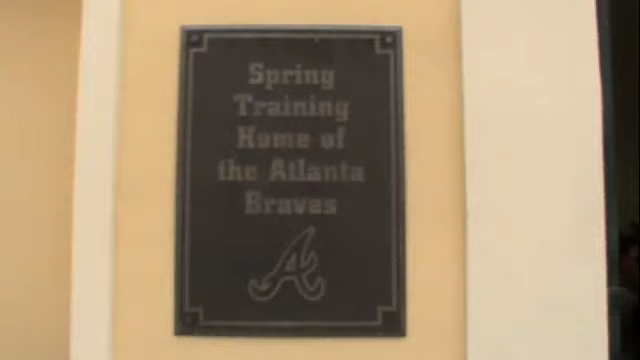 Spring
Training
Home of
the Atlanta
Braves
A